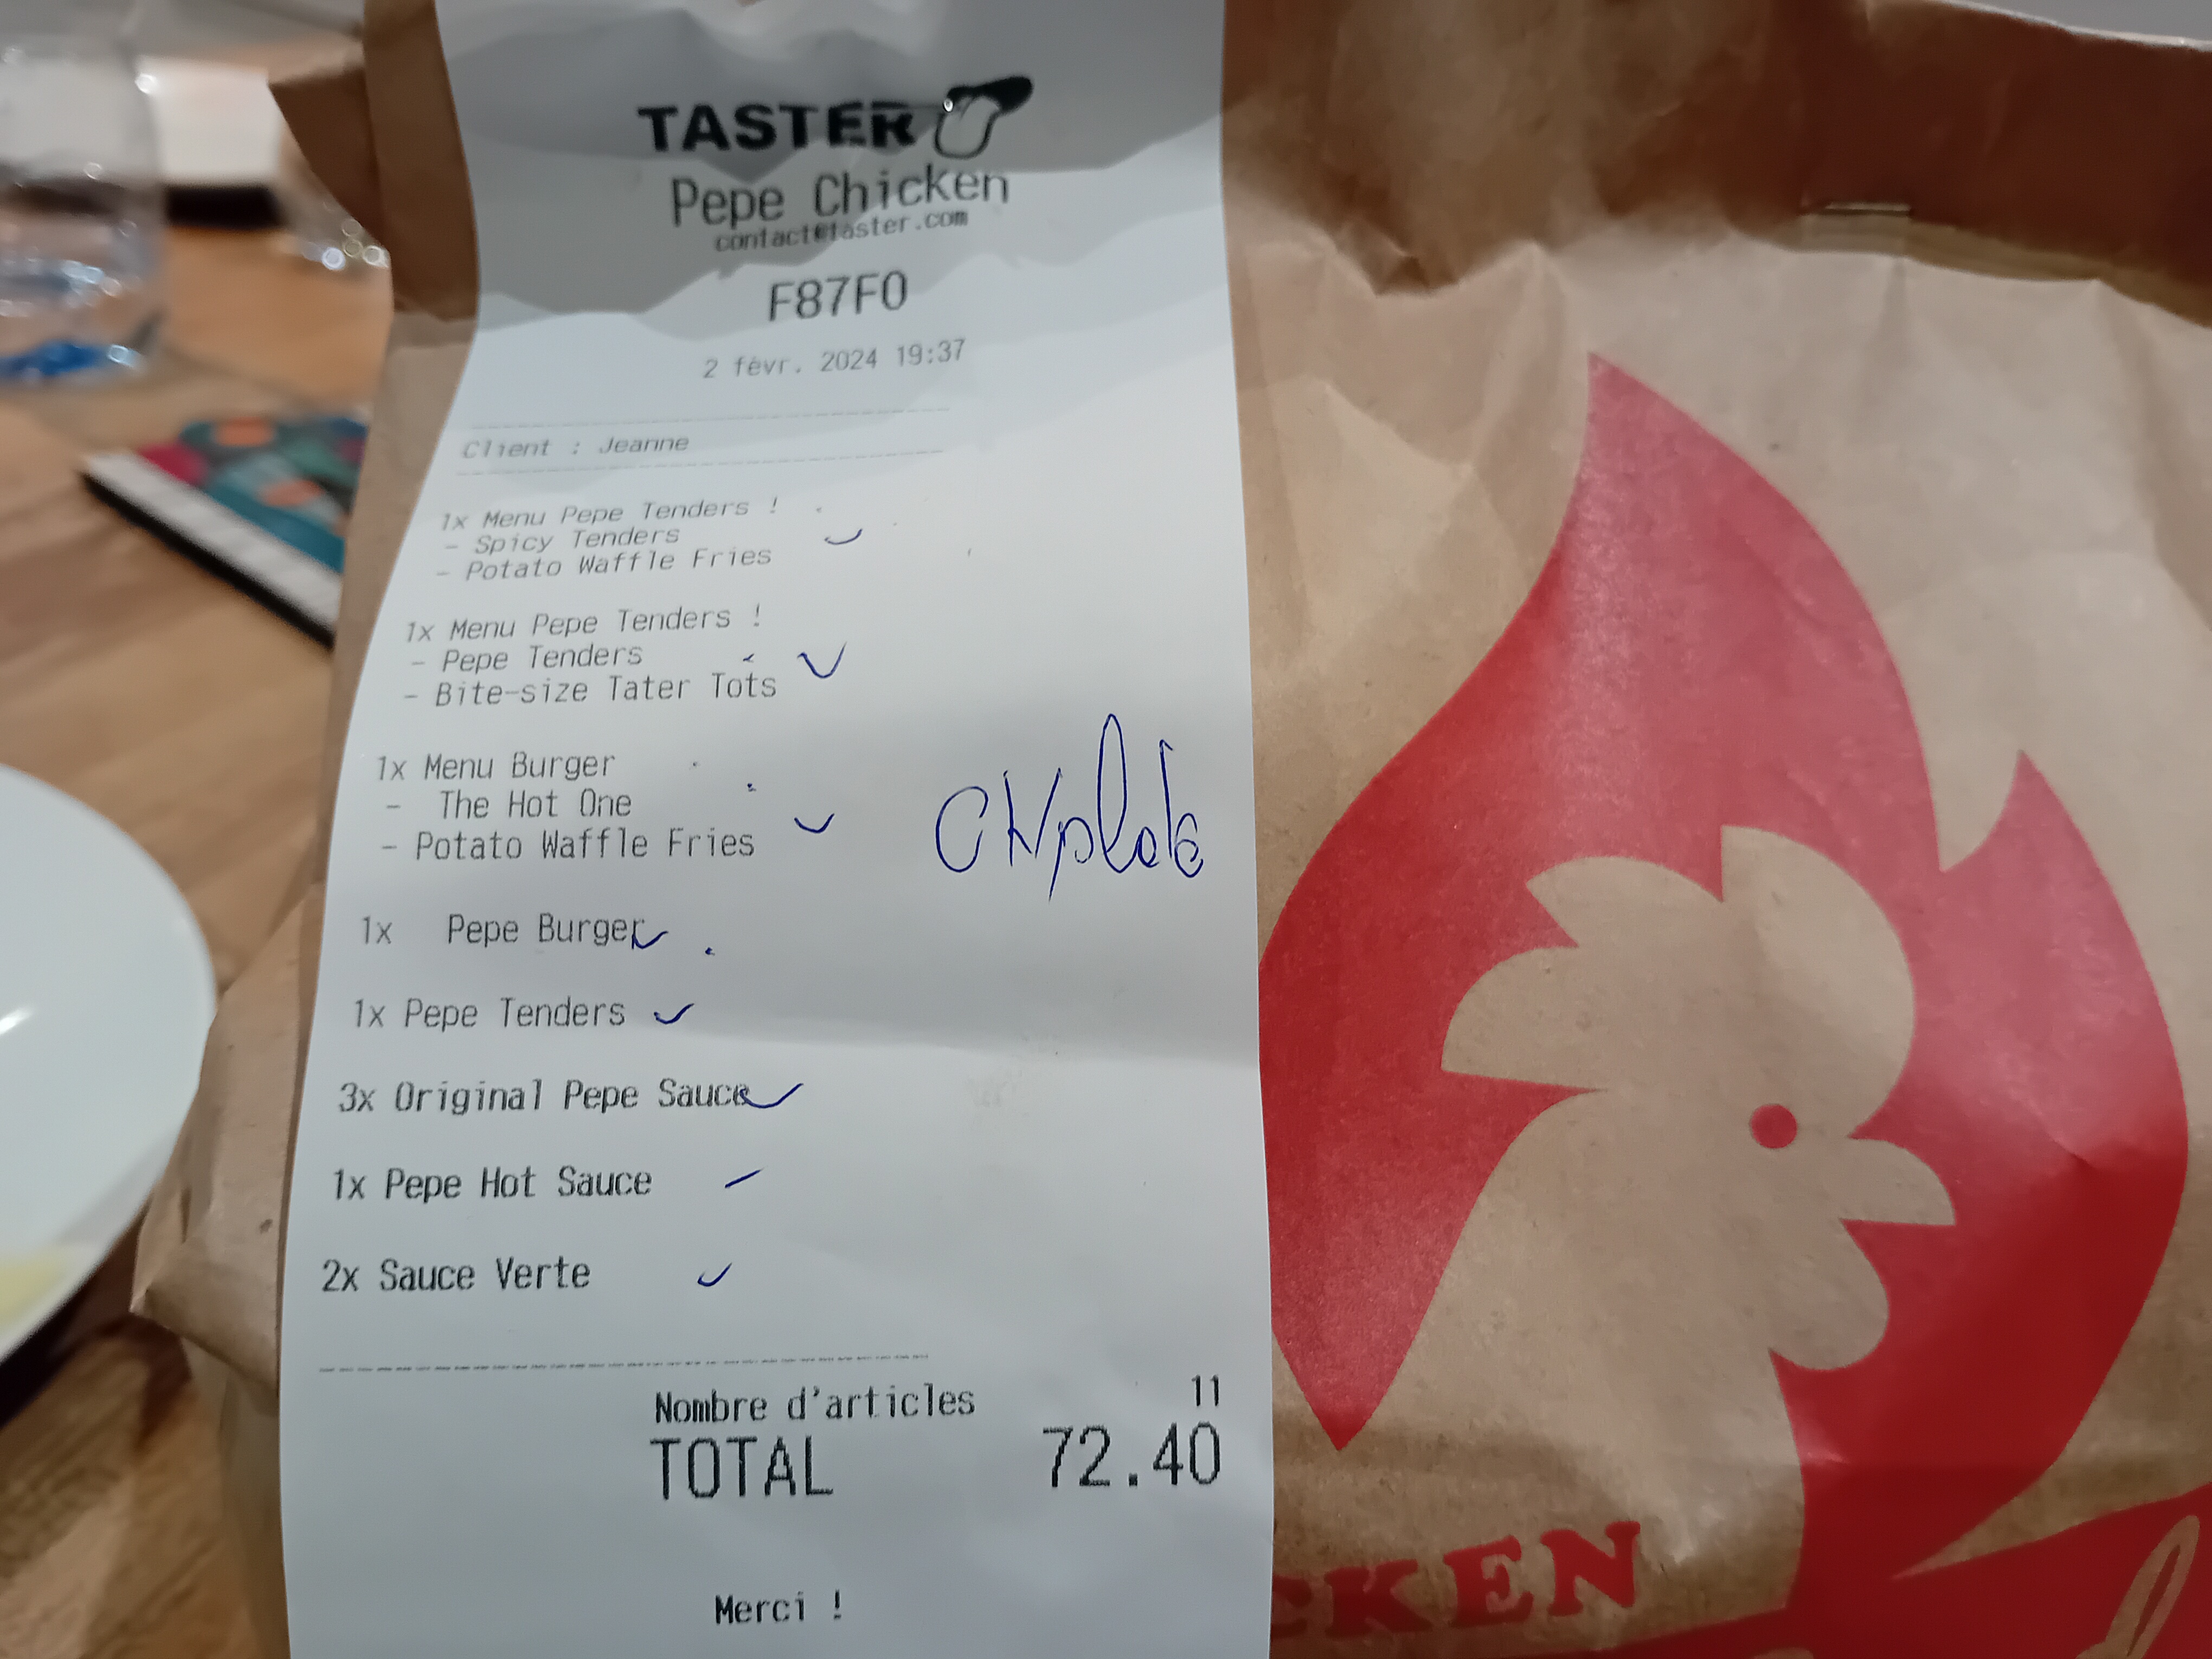 TASTER
Pepe Chicken
contact@taster.com
F87F0
2 févr. 2024 19:37
Client : Jeanne
1x Menu Pepe Tenders !
- Spicy Tenders
- Potato Waffle Fries
1x Menu Pepe Tenders !
- Pepe Tenders
- Bite-size Tater Tots
1x Menu Burger
- The Hot One
- Potato Waffle Fries
1x Pepe Burger
1x Pepe Tenders
3x Original Pepe Sauce
1x Pepe Hot Sauce
2x Sauce Verte
Nombre d'articles 11
TOTAL 72.40
Merci !
CKEN